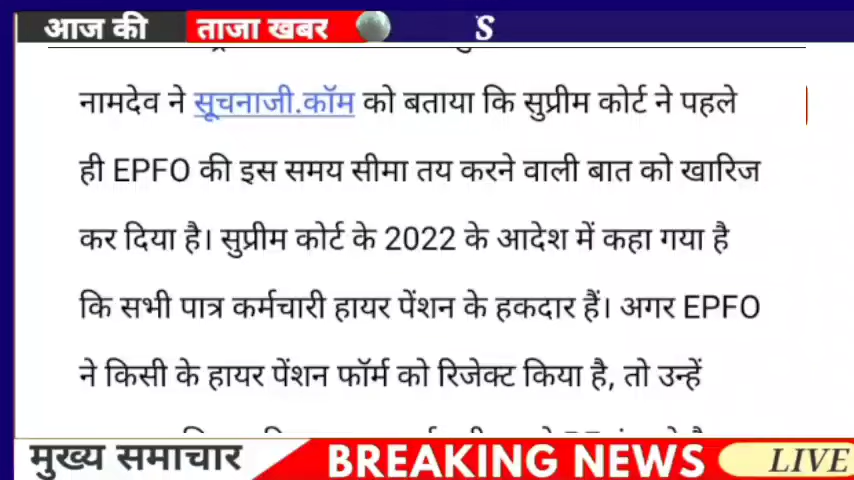 आज की ताजा खबर S
नामदेव ने सूचनाजी.कॉम को बताया कि सुप्रीम कोर्ट ने पहले
ही EPFO की इस समय सीमा तय करने वाली बात को खारिज
कर दिया है। सुप्रीम कोर्ट के 2022 के आदेश में कहा गया है
कि सभी पात्र कर्मचारी हायर पेंशन के हकदार हैं। अगर EPFO
ने किसी के हायर पेंशन फॉर्म को रिजेक्ट किया है, तो उन्हें
मुख्य समाचार BREAKING NEWS LIVE